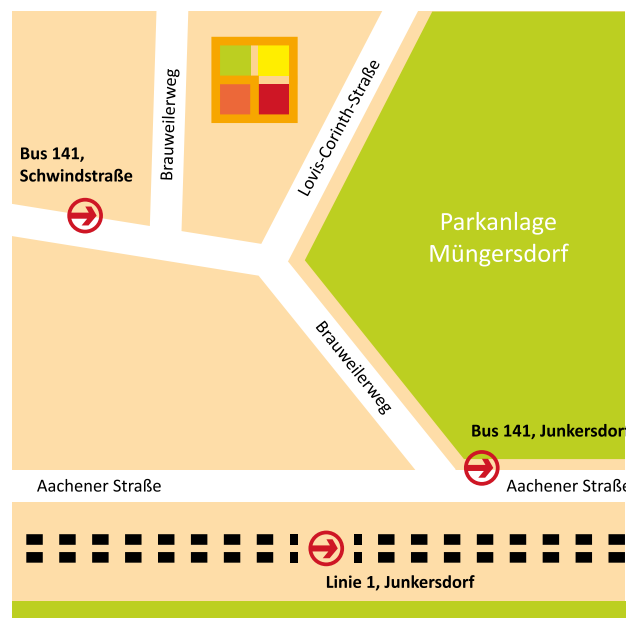 Brauweilerweg
Lovis-Corinth-Straße
Bus 141,
Schwindstraße
Parkanlage
Müngersdorf
Brauweilerweg
Bus 141, Junkersdorf
Aachener Straße
Aachener Straße
Linie 1, Junkersdorf